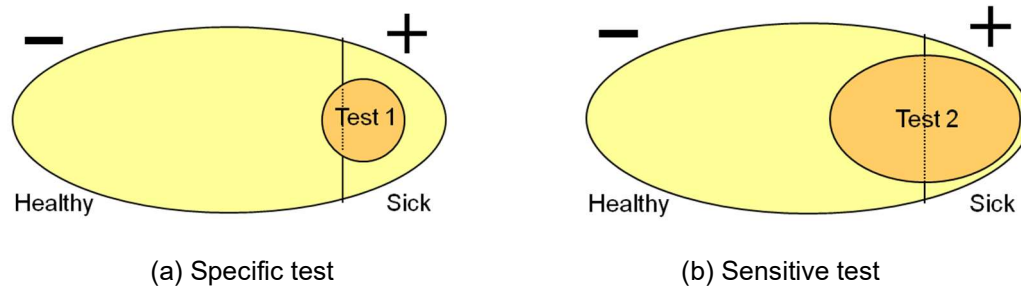 − +
Test 1
Healthy Sick
(a) Specific test
− +
Test 2
Healthy Sick
(b) Sensitive test